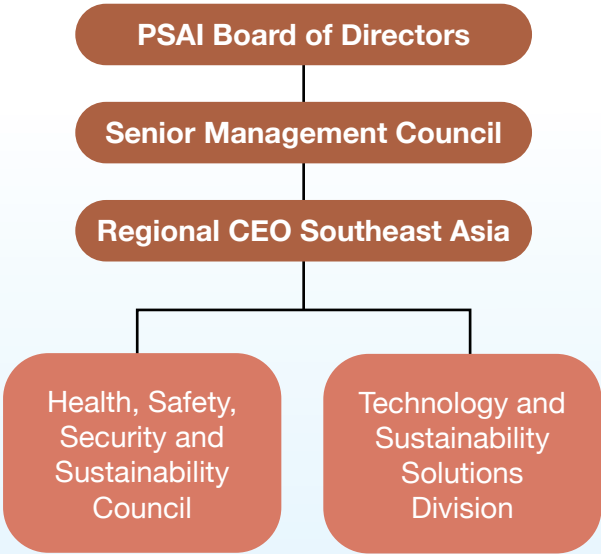 PSAI Board of Directors
Senior Management Council
Regional CEO Southeast Asia
Health, Safety,
Security and
Sustainability
Council
Technology and
Sustainability
Solutions
Division